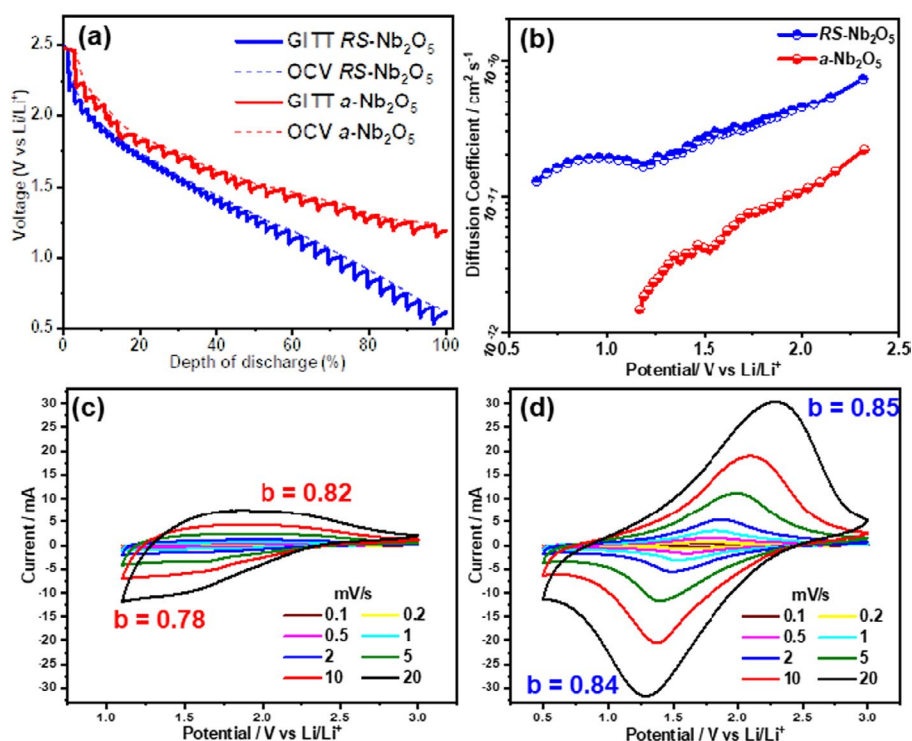 (a)
GITT RS-Nb₂O₅
OCV RS-Nb₂O₅
GITT a-Nb₂O₅
OCV a-Nb₂O₅
Voltage (V vs Li/Li⁺)
2.5
2.0
1.5
1.0
0.5
0 20 40 60 80 100
Depth of discharge (%)
(b)
RS-Nb₂O₅
a-Nb₂O₅
Diffusion Coefficient / cm² s⁻¹
10⁻¹⁰
10⁻¹¹
10⁻¹²
0.5 1.0 1.5 2.0 2.5
Potential/ V vs Li/Li⁺
(c)
b = 0.82
b = 0.78
Current / mA
30
25
20
15
10
5
0
-5
-10
-15
-20
-25
-30
mV/s
0.1 0.2
0.5 1
2 5
10 20
1.0 1.5 2.0 2.5 3.0
Potential / V vs Li/Li⁺
(d)
b = 0.85
b = 0.84
Current / mA
30
25
20
15
10
5
0
-5
-10
-15
-20
-25
-30
mV/s
0.1 0.2
0.5 1
2 5
10 20
0.5 1.0 1.5 2.0 2.5 3.0
Potential / V vs Li/Li⁺